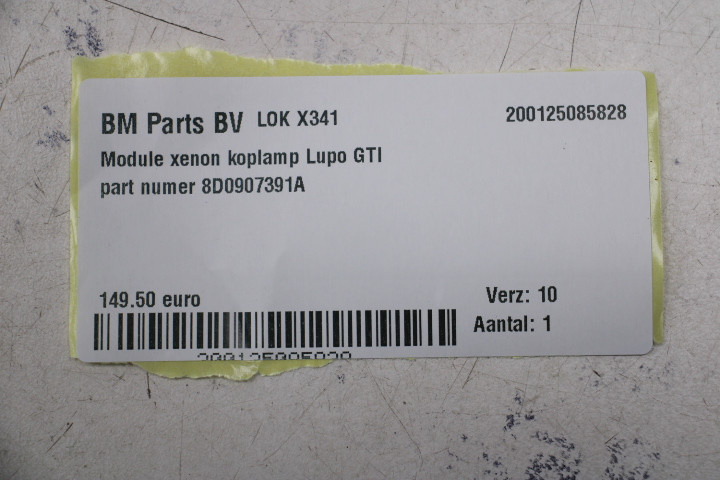 BM Parts BV LOK X341 200125085828
Module xenon koplamp Lupo GTI
part numer 8D0907391A
149.50 euro Verz: 10
Aantal: 1
200125085828